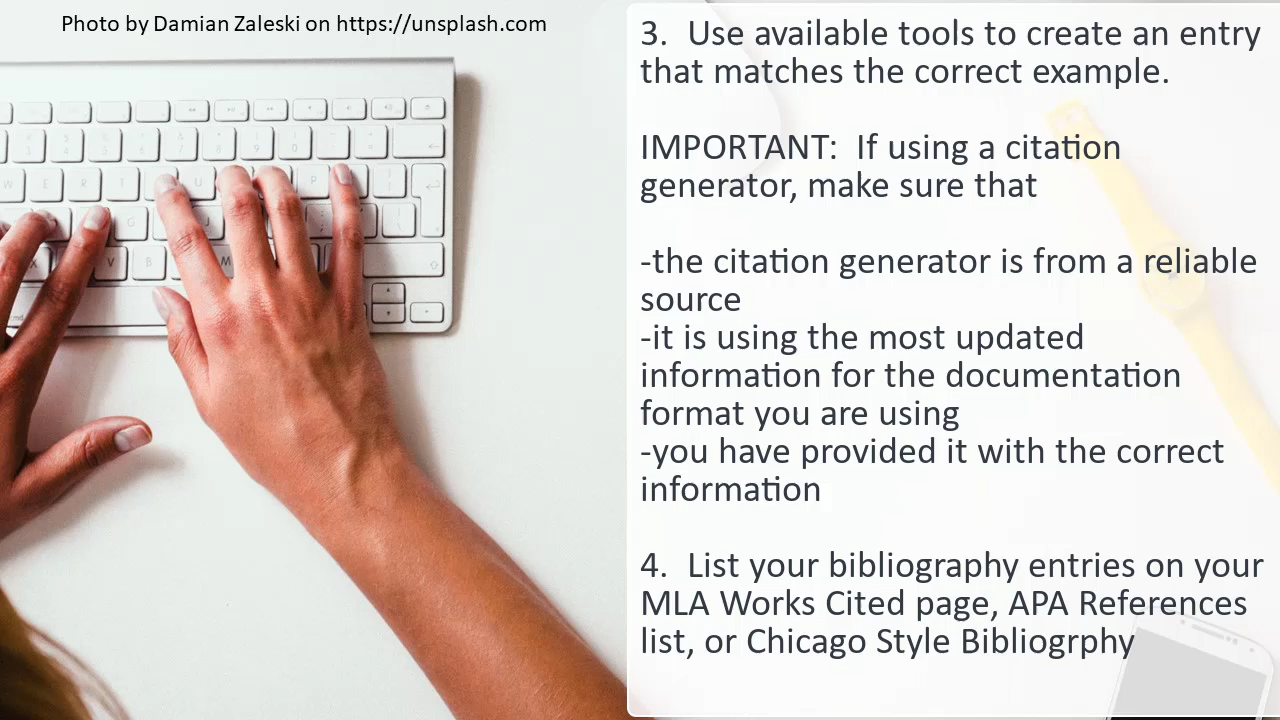 Photo by Damian Zaleski on https://unsplash.com
3.  Use available tools to create an entry
that matches the correct example.
IMPORTANT:  If using a citation
generator, make sure that
-the citation generator is from a reliable
source
-it is using the most updated
information for the documentation
format you are using
-you have provided it with the correct
information
4.  List your bibliography entries on your
MLA Works Cited page, APA References
list, or Chicago Style Bibliogrphy